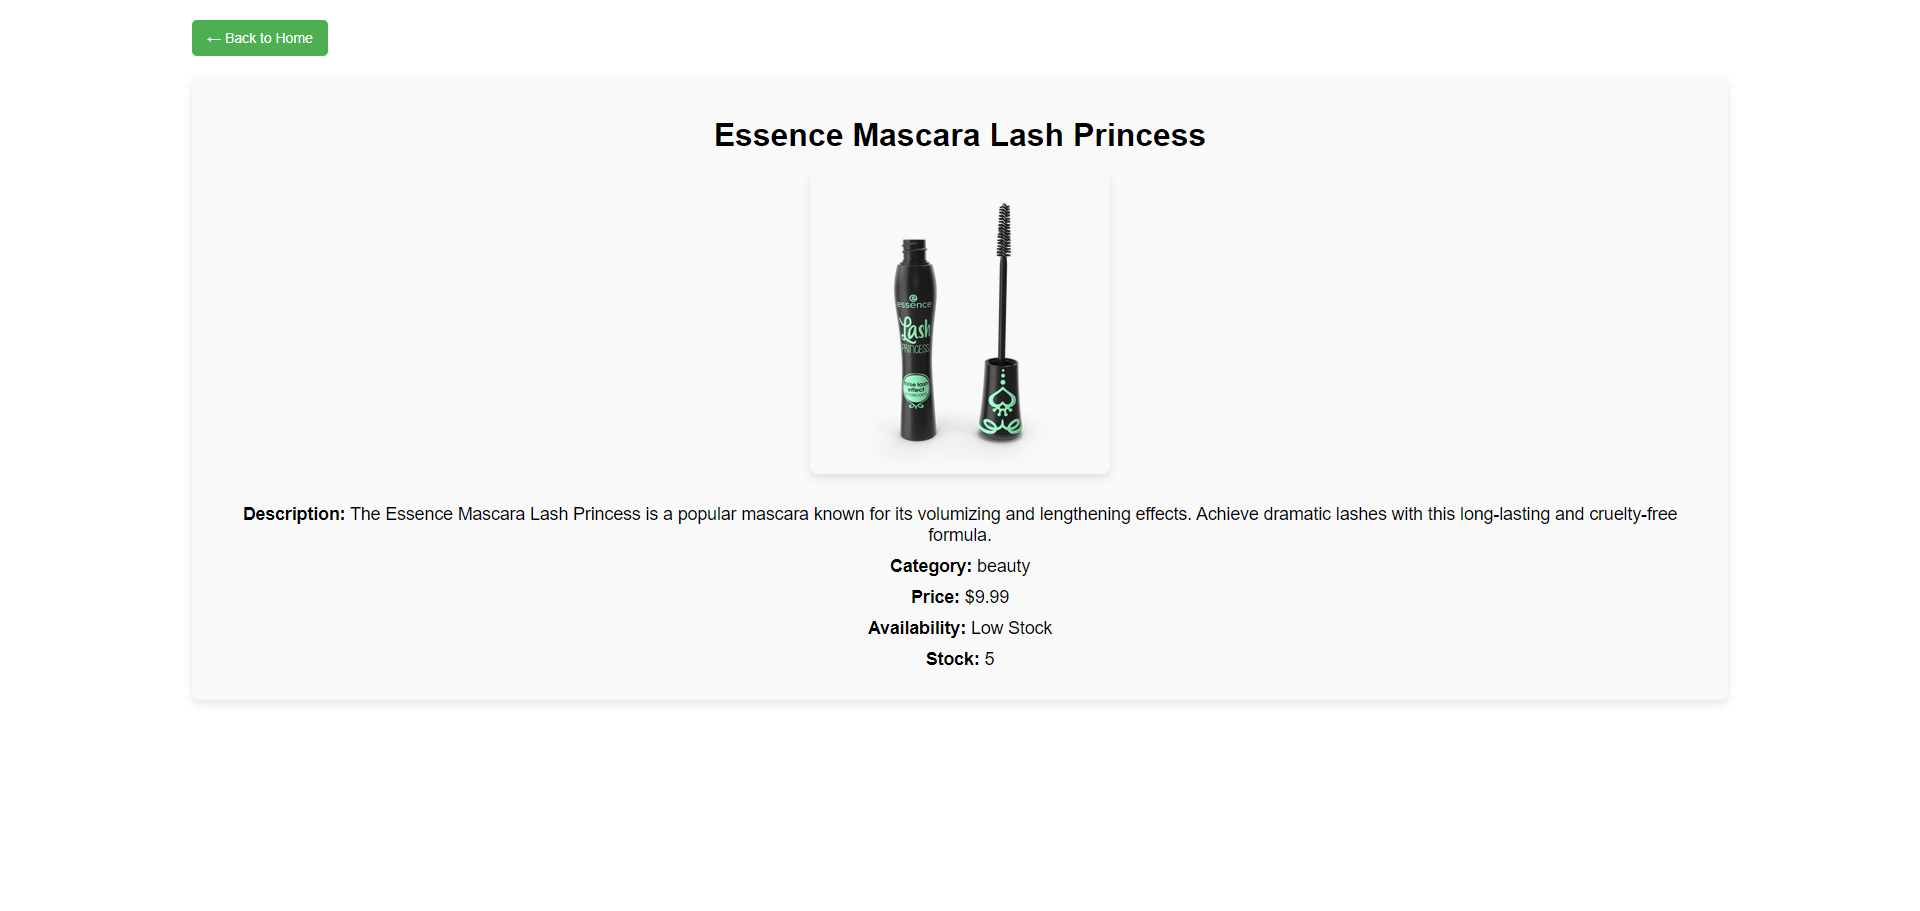 ← Back to Home
Essence Mascara Lash Princess
essence
Lash
PRINCESS
false lash
effect
mascara
Description: The Essence Mascara Lash Princess is a popular mascara known for its volumizing and lengthening effects. Achieve dramatic lashes with this long-lasting and cruelty-free
formula.
Category: beauty
Price: $9.99
Availability: Low Stock
Stock: 5